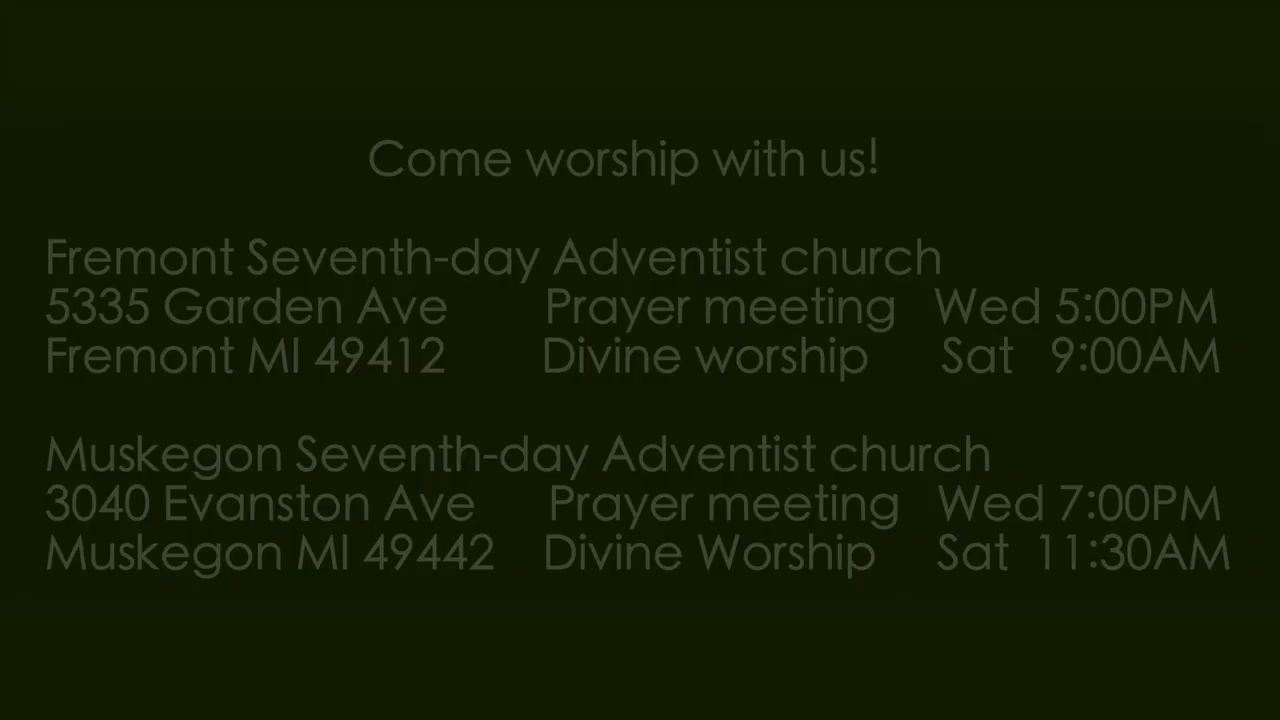 Come worship with us!
Fremont Seventh-day Adventist church
5335 Garden Ave Prayer meeting Wed 5:00PM
Fremont MI 49412 Divine worship Sat 9:00AM
Muskegon Seventh-day Adventist church
3040 Evanston Ave Prayer meeting Wed 7:00PM
Muskegon MI 49442 Divine Worship Sat 11:30AM